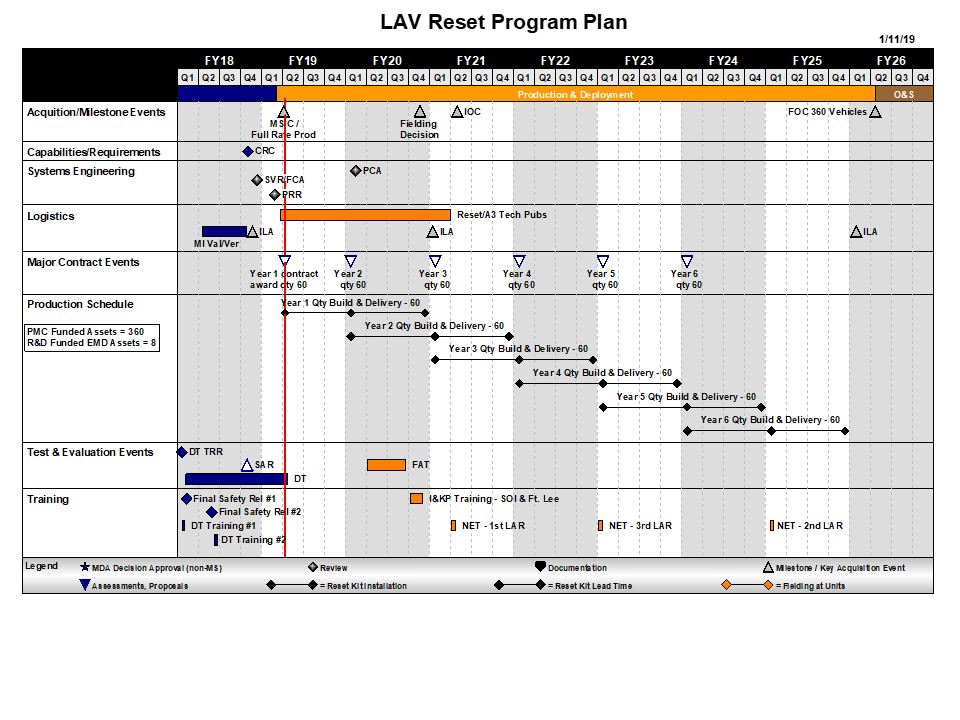 LAV Reset Program Plan
1/11/19
FY18 FY19 FY20 FY21 FY22 FY23 FY24 FY25 FY26
Q1 Q2 Q3 Q4 Q1 Q2 Q3 Q4 Q1 Q2 Q3 Q4 Q1 Q2 Q3 Q4 Q1 Q2 Q3 Q4 Q1 Q2 Q3 Q4 Q1 Q2 Q3 Q4 Q1 Q2 Q3 Q4 Q1 Q2 Q3 Q4
Production & Deployment O&S
Acquition/Milestone Events
MS C /
Full Rate Prod
Fielding
Decision
IOC
FOC 360 Vehicles
Capabilities/Requirements
CRC
Systems Engineering
PCA
SVR/FCA
PRR
Logistics
Reset/A3 Tech Pubs
ILA
ILA
ILA
MI Val/Ver
Major Contract Events
Year 1 contract
award qty 60
Year 2
qty 60
Year 3
qty 60
Year 4
qty 60
Year 5
qty 60
Year 6
qty 60
Production Schedule
PMC Funded Assets = 360
R&D Funded EMD Assets = 8
Year 1 Qty Build & Delivery - 60
Year 2 Qty Build & Delivery - 60
Year 3 Qty Build & Delivery - 60
Year 4 Qty Build & Delivery - 60
Year 5 Qty Build & Delivery - 60
Year 6 Qty Build & Delivery - 60
Test & Evaluation Events
DT TRR
SAR
FAT
DT
Training
Final Safety Rel #1
I&KP Training - SOI & Ft. Lee
Final Safety Rel #2
DT Training #1
NET - 1st LAR
NET - 3rd LAR
NET - 2nd LAR
DT Training #2
Legend
MDA Decision Approval (non-MS)
Review
Documentation
Milestone / Key Acquisition Event
Assessments, Proposals
= Reset Kit Installation
= Reset Kit Lead Time
= Fielding at Units